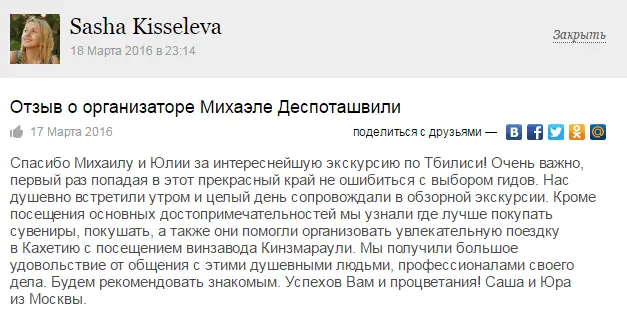 Sasha Kisseleva
18 Марта 2016 в 23:14
Закрыть
Отзыв о организаторе Михаэле Деспоташвили
17 Марта 2016
поделиться с друзьями —
Спасибо Михаилу и Юлии за интереснейшую экскурсию по Тбилиси! Очень важно,
первый раз попадая в этот прекрасный край не ошибиться с выбором гидов. Нас
душевно встретили утром и целый день сопровождали в обзорной экскурсии. Кроме
посещения основных достопримечательностей мы узнали где лучше покупать
сувениры, покушать, а также они помогли организовать увлекательную поездку
в Кахетию с посещением винзавода Кинзмараули. Мы получили большое
удовольствие от общения с этими душевными людьми, профессионалами своего
дела. Будем рекомендовать знакомым. Успехов Вам и процветания! Саша и Юра
из Москвы.